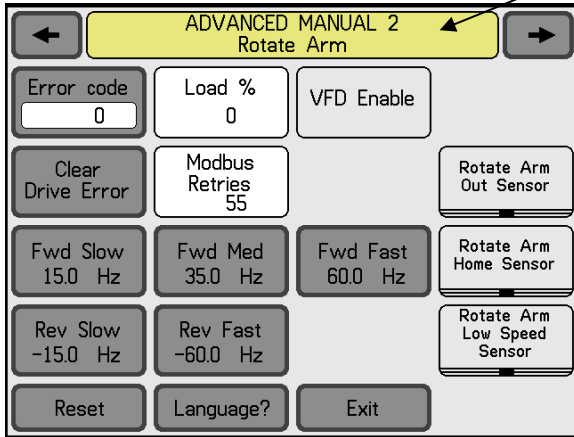 ADVANCED MANUAL 2
Rotate Arm
Error code
0
Load %
0
VFD Enable
Clear
Drive Error
Modbus
Retries
55
Rotate Arm
Out Sensor
Fwd Slow
15.0 Hz
Fwd Med
35.0 Hz
Fwd Fast
60.0 Hz
Rotate Arm
Home Sensor
Rev Slow
-15.0 Hz
Rev Fast
-60.0 Hz
Rotate Arm
Low Speed
Sensor
Reset
Language?
Exit